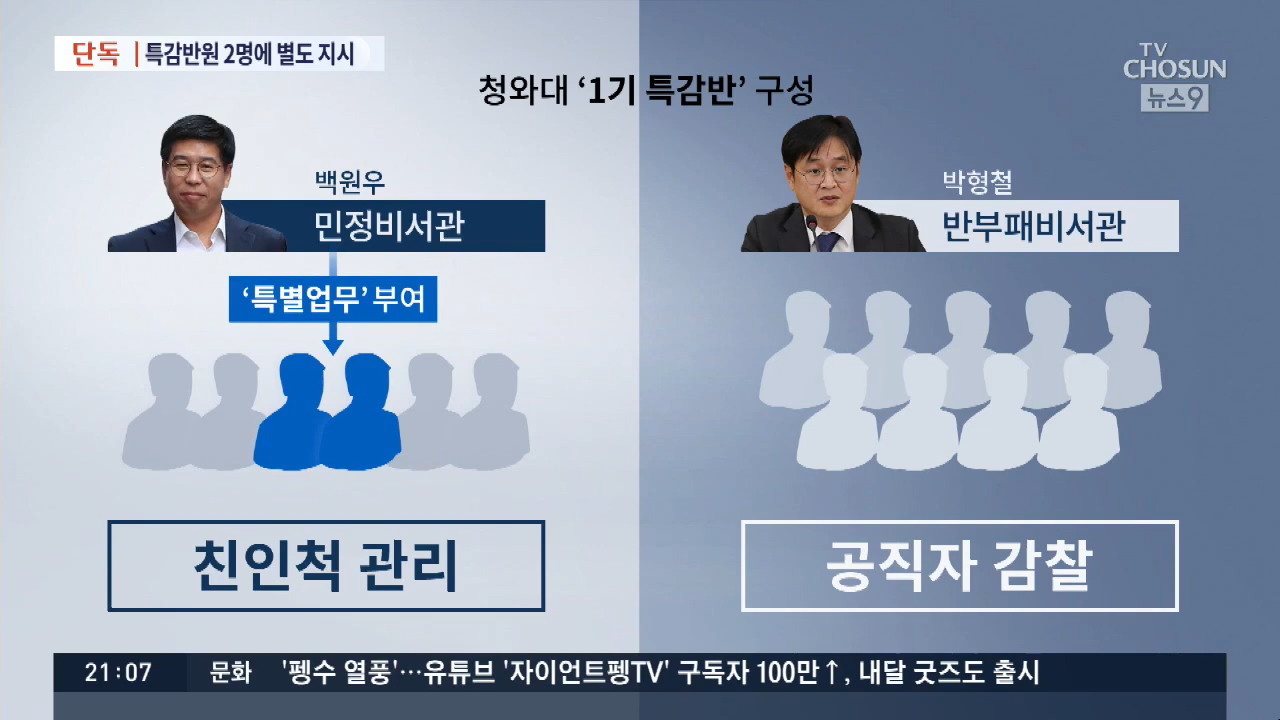 단독 | 특감반원 2명에 별도 지시
TV
CHOSUN
뉴스9
청와대 ‘1기 특감반’ 구성
백원우
민정비서관
‘특별업무’ 부여
친인척 관리
박형철
반부패비서관
공직자 감찰
21:07 문화 '펭수 열풍'…유튜브 '자이언트펭TV' 구독자 100만↑, 내달 굿즈도 출시